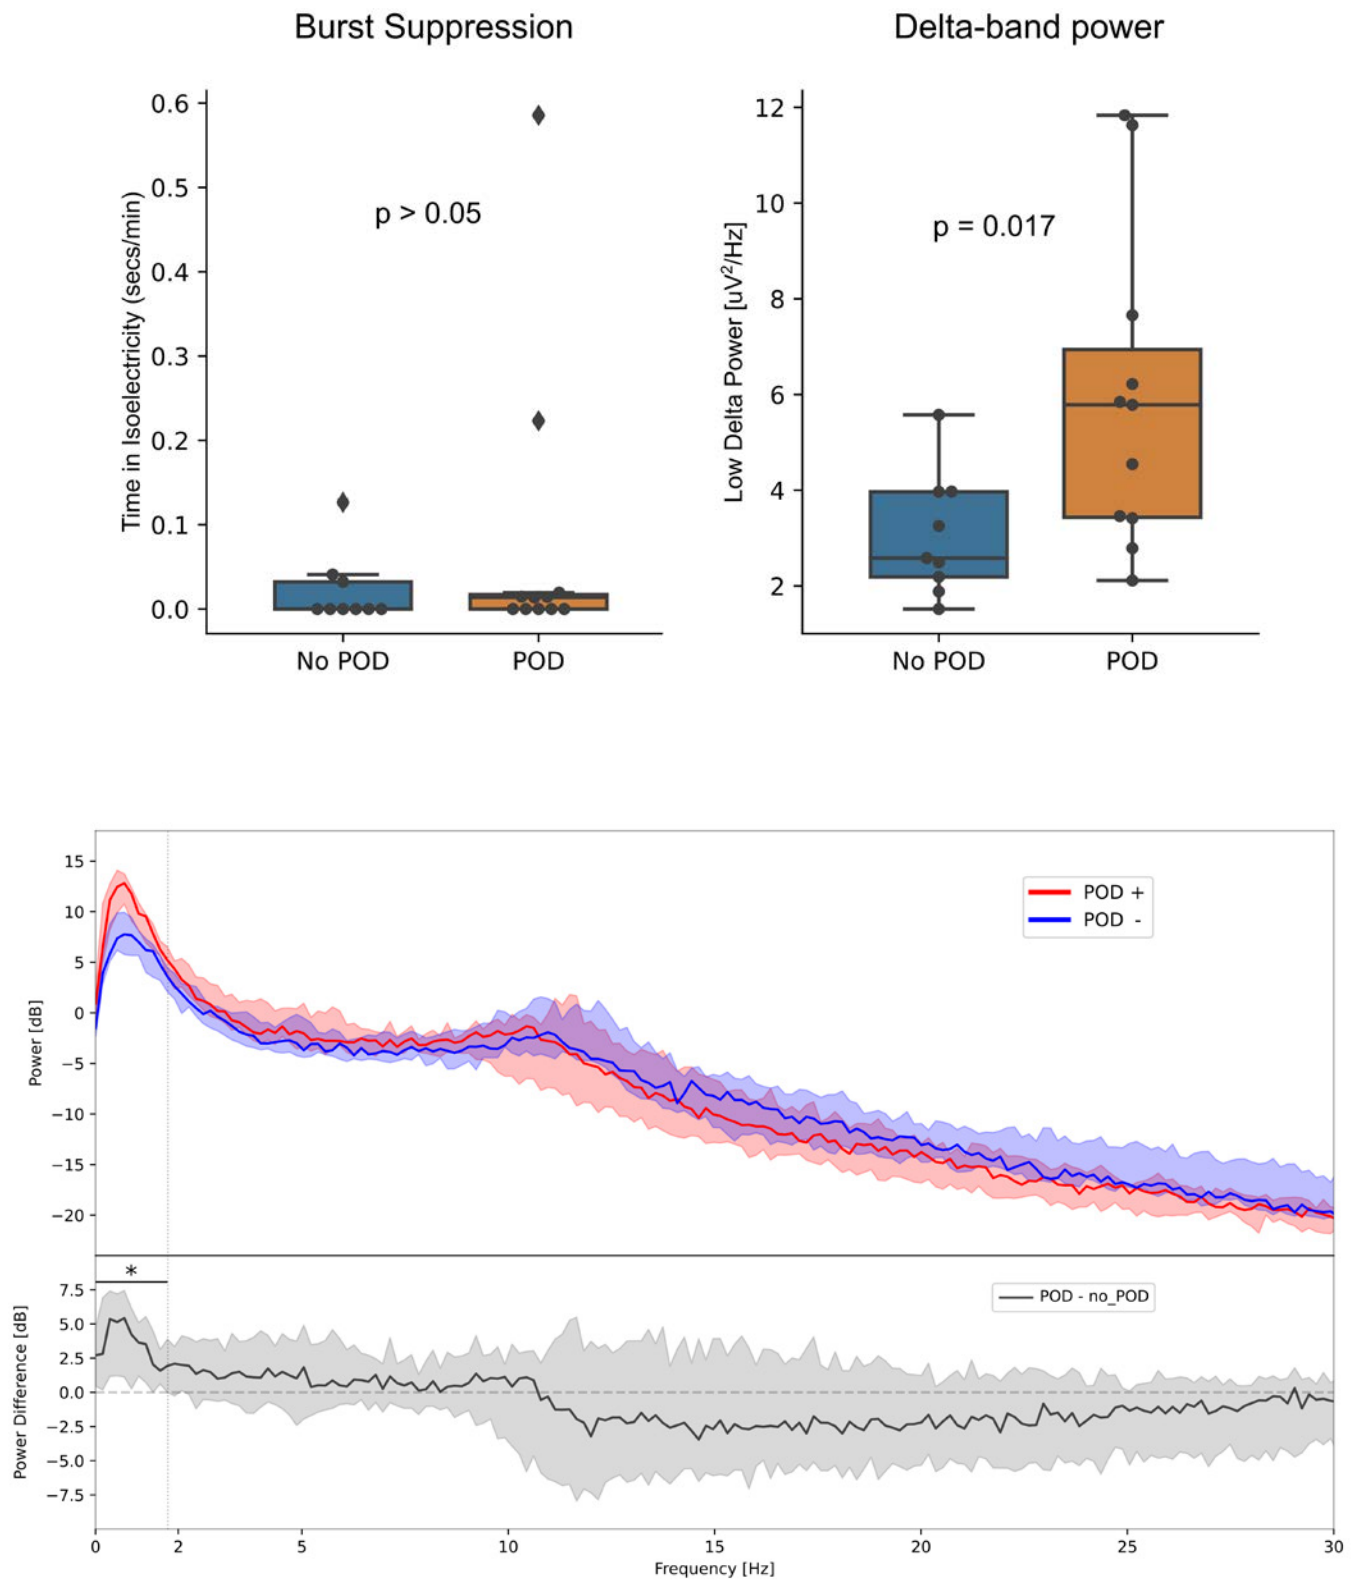 Burst Suppression
Delta-band power
Time in Isoelectricity (secs/min)
0.6
0.5
0.4
0.3
0.2
0.1
0.0
p > 0.05
No POD
POD
Low Delta Power [uV²/Hz]
12
10
8
6
4
2
p = 0.017
No POD
POD
Power [dB]
15
10
5
0
−5
−10
−15
−20
POD +
POD -
Power Difference [dB]
7.5
5.0
2.5
0.0
−2.5
−5.0
−7.5
*
POD - no_POD
0 2 5 10 15 20 25 30
Frequency [Hz]